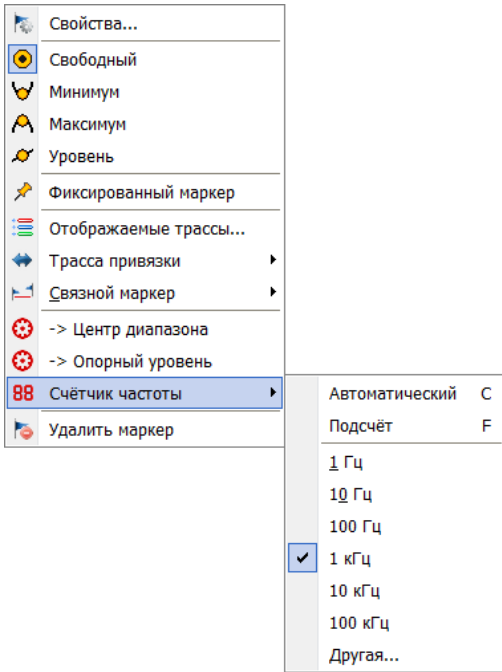 Свойства...
Свободный
Минимум
Максимум
Уровень
Фиксированный маркер
Отображаемые трассы...
Трасса привязки
Связной маркер
-> Центр диапазона
-> Опорный уровень
88 Счётчик частоты
Удалить маркер
Автоматический C
Подсчёт F
1 Гц
10 Гц
100 Гц
1 кГц
10 кГц
100 кГц
Другая...